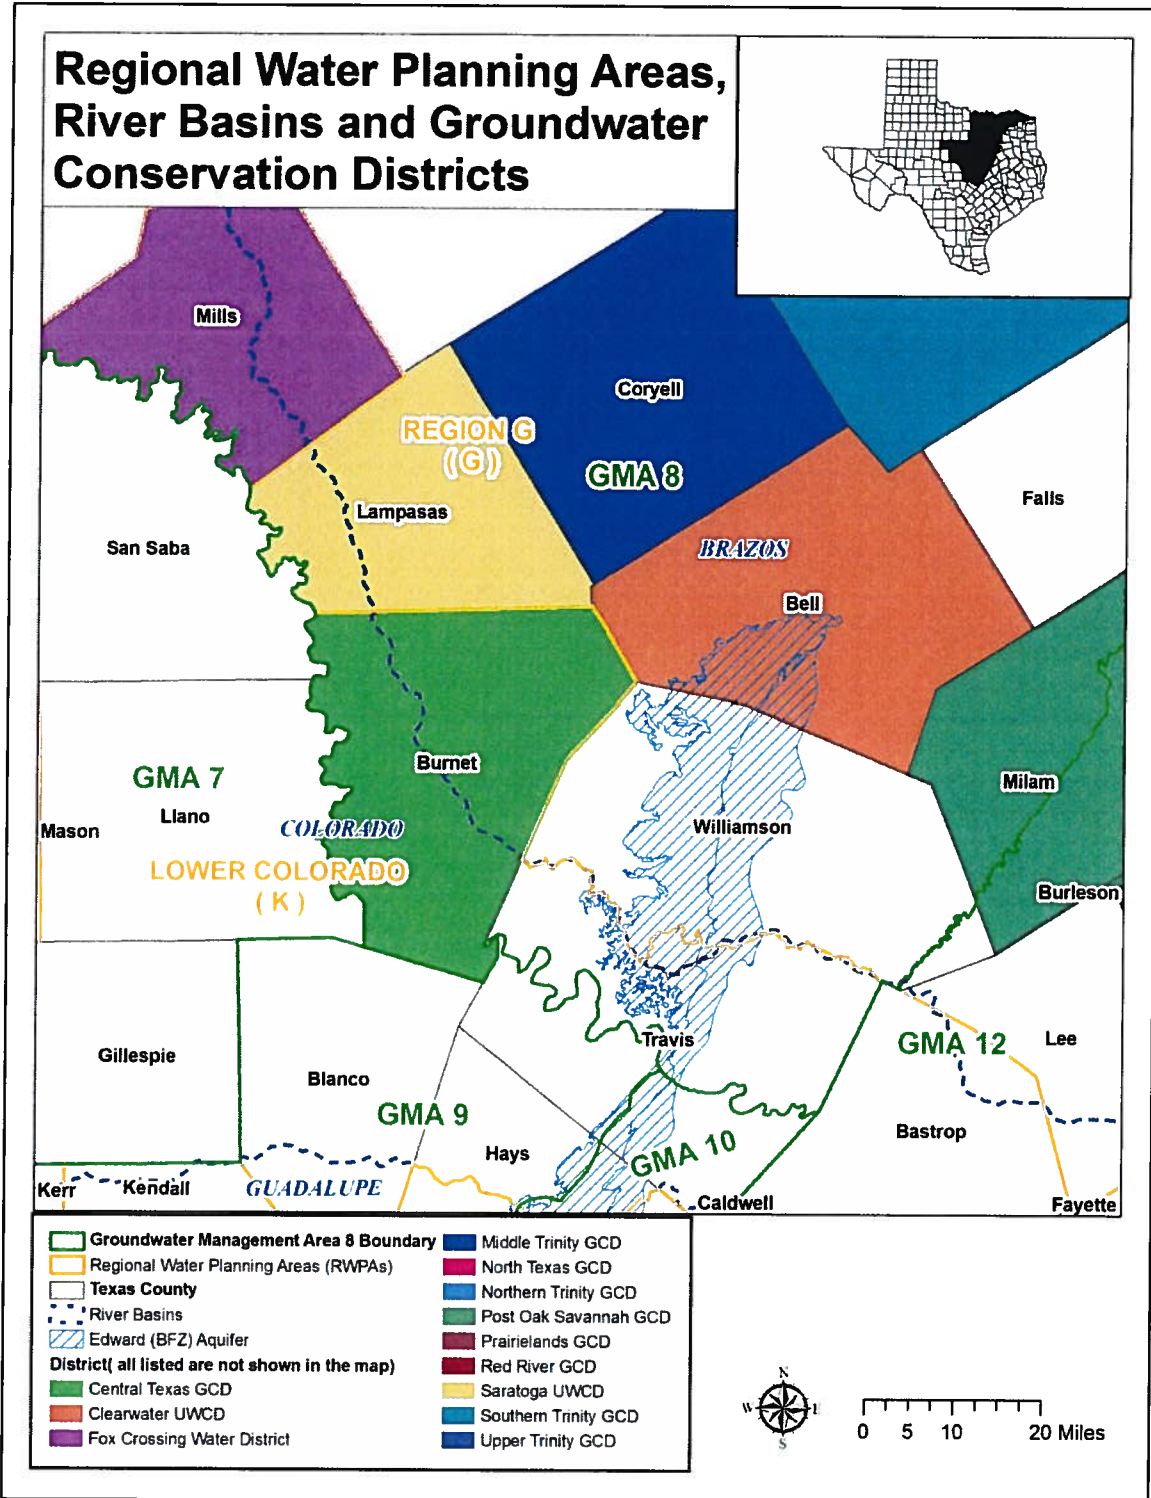 Regional Water Planning Areas,
River Basins and Groundwater
Conservation Districts
Mills
Coryell
REGION G
(G)
GMA 8
Falls
Lampasas
San Saba
BRAZOS
Bell
Burnet
GMA 7
Milam
Llano
Mason
COLORADO
Williamson
LOWER COLORADO
(K)
Burleson
Travis
GMA 12
Lee
Gillespie
Blanco
GMA 9
Bastrop
Hays
GMA 10
Kerr
Kendall
GUADALUPE
Caldwell
Fayette
Groundwater Management Area 8 Boundary
Regional Water Planning Areas (RWPAs)
Texas County
River Basins
Edward (BFZ) Aquifer
District( all listed are not shown in the map)
Central Texas GCD
Clearwater UWCD
Fox Crossing Water District
Middle Trinity GCD
North Texas GCD
Northern Trinity GCD
Post Oak Savannah GCD
Prairielands GCD
Red River GCD
Saratoga UWCD
Southern Trinity GCD
Upper Trinity GCD
N
W
E
S
0 5 10 20 Miles